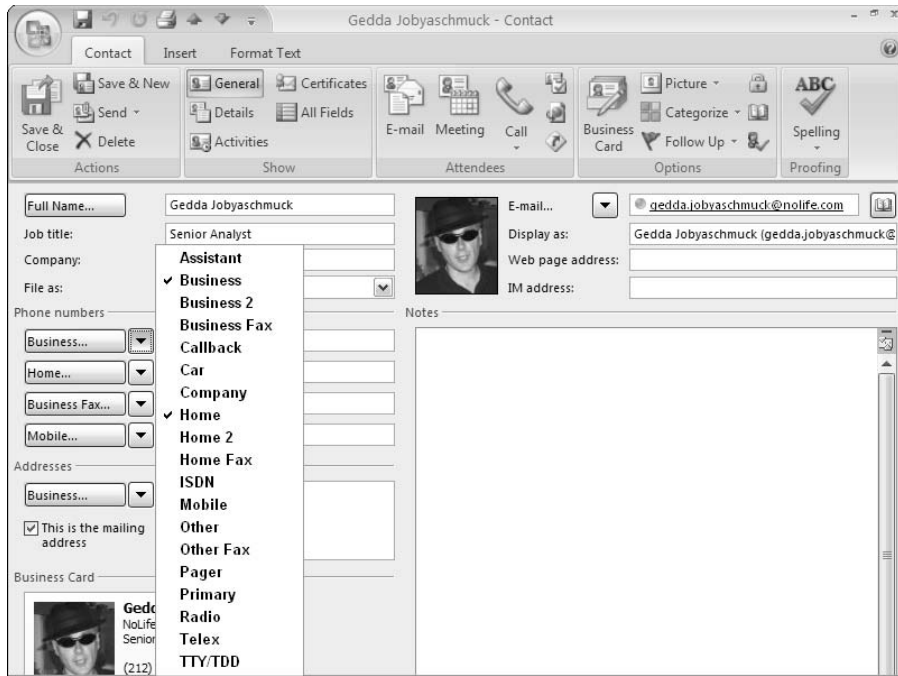 Gedda Jobyaschmuck - Contact
Contact Insert Format Text
Save & Close
Save & New
Send
Delete
Actions
General
Details
Activities
Certificates
All Fields
Show
E-mail
Meeting
Call
Attendees
Business Card
Picture
Categorize
Follow Up
Options
ABC
Spelling
Proofing
Full Name... Gedda Jobyaschmuck
Job title: Senior Analyst
Company:
File as:
E-mail... gedda.jobyaschmuck@nolife.com
Display as: Gedda Jobyaschmuck (gedda.jobyaschmuck@
Web page address:
IM address:
Phone numbers
Business...
Home...
Business Fax...
Mobile...
Addresses
Business...
This is the mailing
address
Assistant
Business
Business 2
Business Fax
Callback
Car
Company
Home
Home 2
Home Fax
ISDN
Mobile
Other
Other Fax
Pager
Primary
Radio
Telex
TTY/TDD
Notes
Business Card
NoLife
Senior
(212)